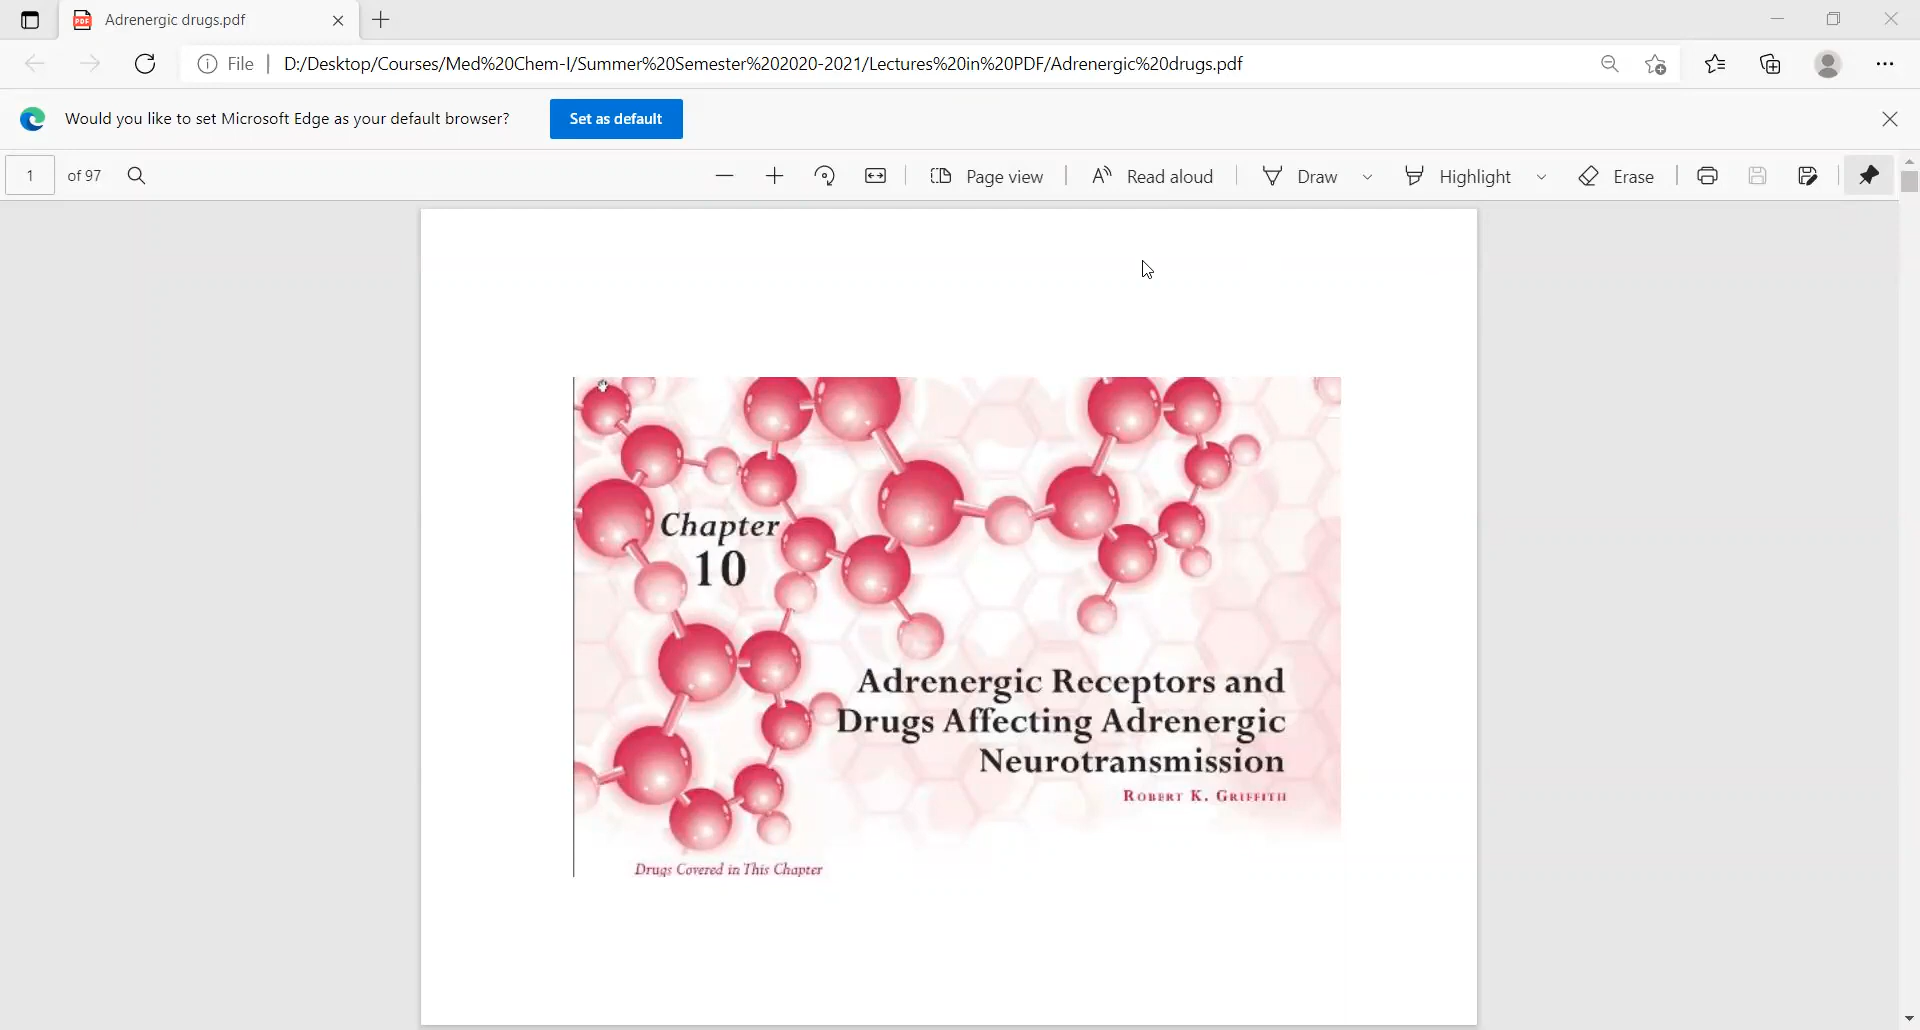 Adrenergic drugs.pdf
File D:/Desktop/Courses/Med%20Chem-I/Summer%20Semester%202020-2021/Lectures%20in%20PDF/Adrenergic%20drugs.pdf
Would you like to set Microsoft Edge as your default browser? Set as default
1 of 97 Page view Read aloud Draw Highlight Erase
Chapter
10
Adrenergic Receptors and
Drugs Affecting Adrenergic
Neurotransmission
ROBERT K. GRIFFITH
Drugs Covered in This Chapter